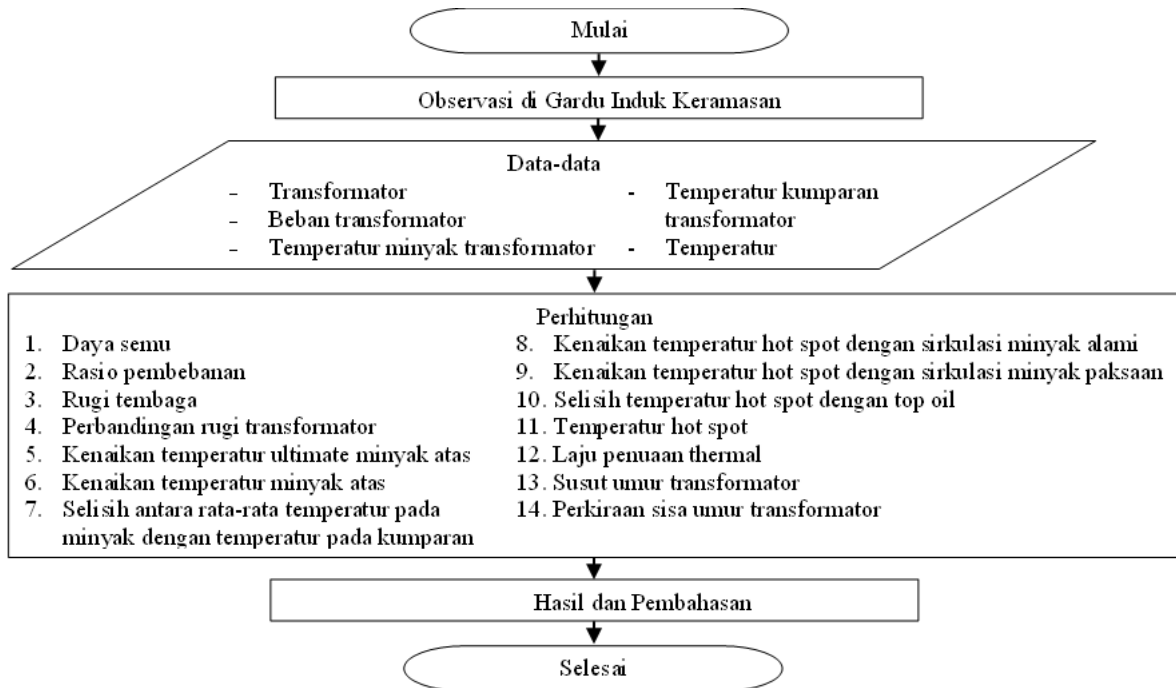 Mulai
Observasi di Gardu Induk Keramasan
Data-data
- Transformator
- Beban transformator
- Temperatur minyak transformator
- Temperatur kumparan
transformator
- Temperatur
Perhitungan
1. Daya semu
2. Rasio pembebanan
3. Rugi tembaga
4. Perbandingan rugi transformator
5. Kenaikan temperatur ultimate minyak atas
6. Kenaikan temperatur minyak atas
7. Selisih antara rata-rata temperatur pada
minyak dengan temperatur pada kumparan
8. Kenaikan temperatur hot spot dengan sirkulasi minyak alami
9. Kenaikan temperatur hot spot dengan sirkulasi minyak paksaan
10. Selisih temperatur hot spot dengan top oil
11. Temperatur hot spot
12. Laju penuaan thermal
13. Susut umur transformator
14. Perkiraan sisa umur transformator
Hasil dan Pembahasan
Selesai